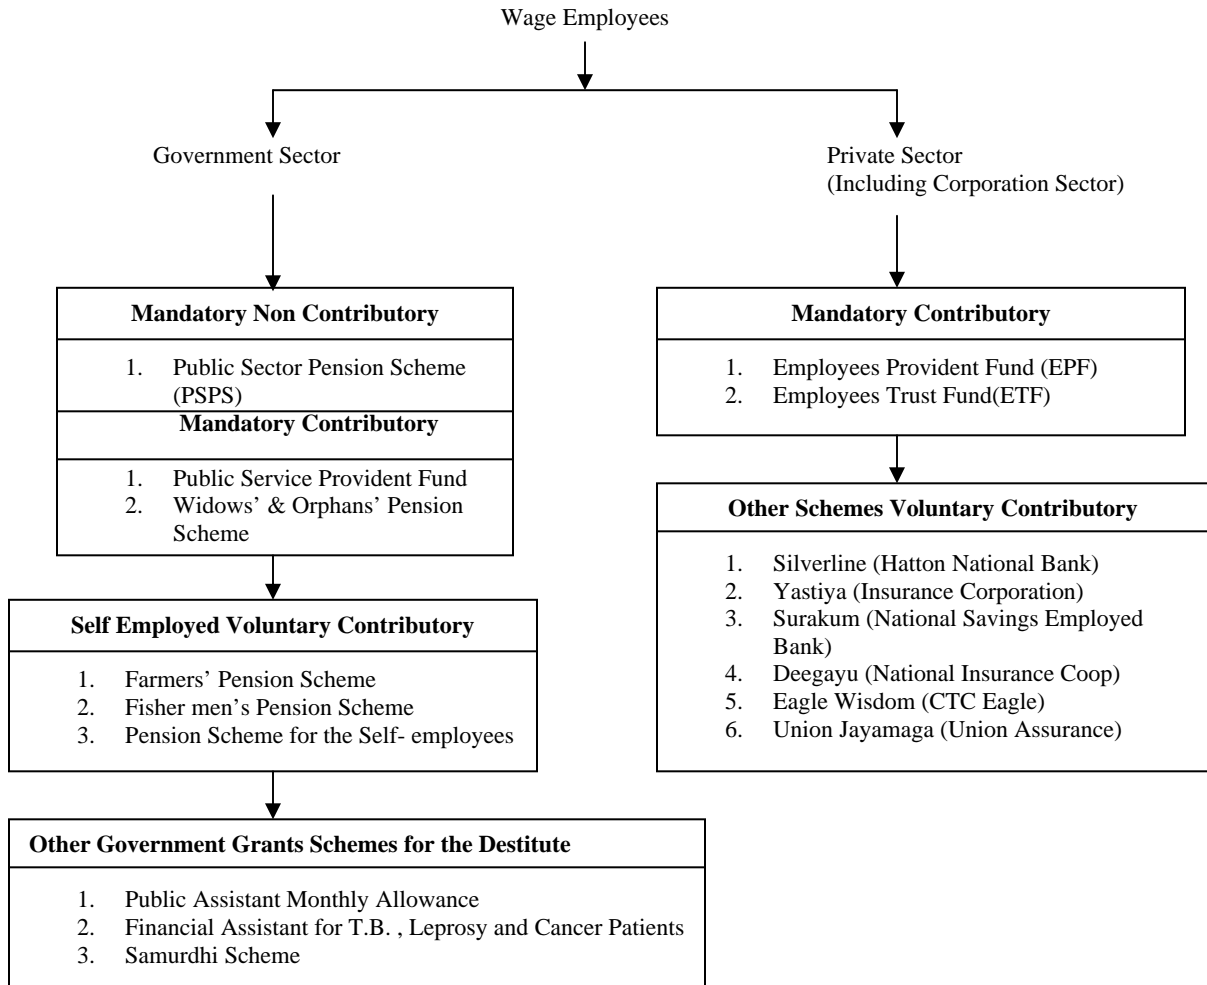 Wage Employees
Government Sector
Private Sector
(Including Corporation Sector)
Mandatory Non Contributory
1. Public Sector Pension Scheme
(PSPS)
Mandatory Contributory
1. Public Service Provident Fund
2. Widows’ & Orphans’ Pension
Scheme
Self Employed Voluntary Contributory
1. Farmers’ Pension Scheme
2. Fisher men’s Pension Scheme
3. Pension Scheme for the Self- employees
Other Government Grants Schemes for the Destitute
1. Public Assistant Monthly Allowance
2. Financial Assistant for T.B. , Leprosy and Cancer Patients
3. Samurdhi Scheme
Mandatory Contributory
1. Employees Provident Fund (EPF)
2. Employees Trust Fund(ETF)
Other Schemes Voluntary Contributory
1. Silverline (Hatton National Bank)
2. Yastiya (Insurance Corporation)
3. Surakum (National Savings Employed
Bank)
4. Deegayu (National Insurance Coop)
5. Eagle Wisdom (CTC Eagle)
6. Union Jayamaga (Union Assurance)